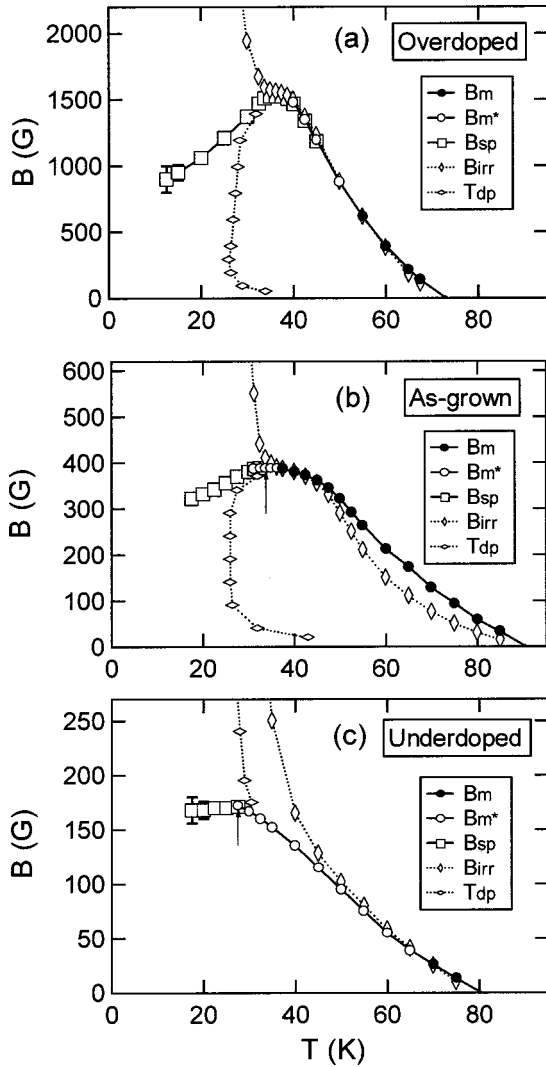 (a) Overdoped
B (G)
2000
1500
1000
500
0
Bm
Bm*
Bsp
Birr
Tdp
0 20 40 60 80
(b) As-grown
B (G)
600
500
400
300
200
100
0
Bm
Bm*
Bsp
Birr
Tdp
0 20 40 60 80
(c) Underdoped
B (G)
250
200
150
100
50
0
Bm
Bm*
Bsp
Birr
Tdp
0 20 40 60 80
T (K)